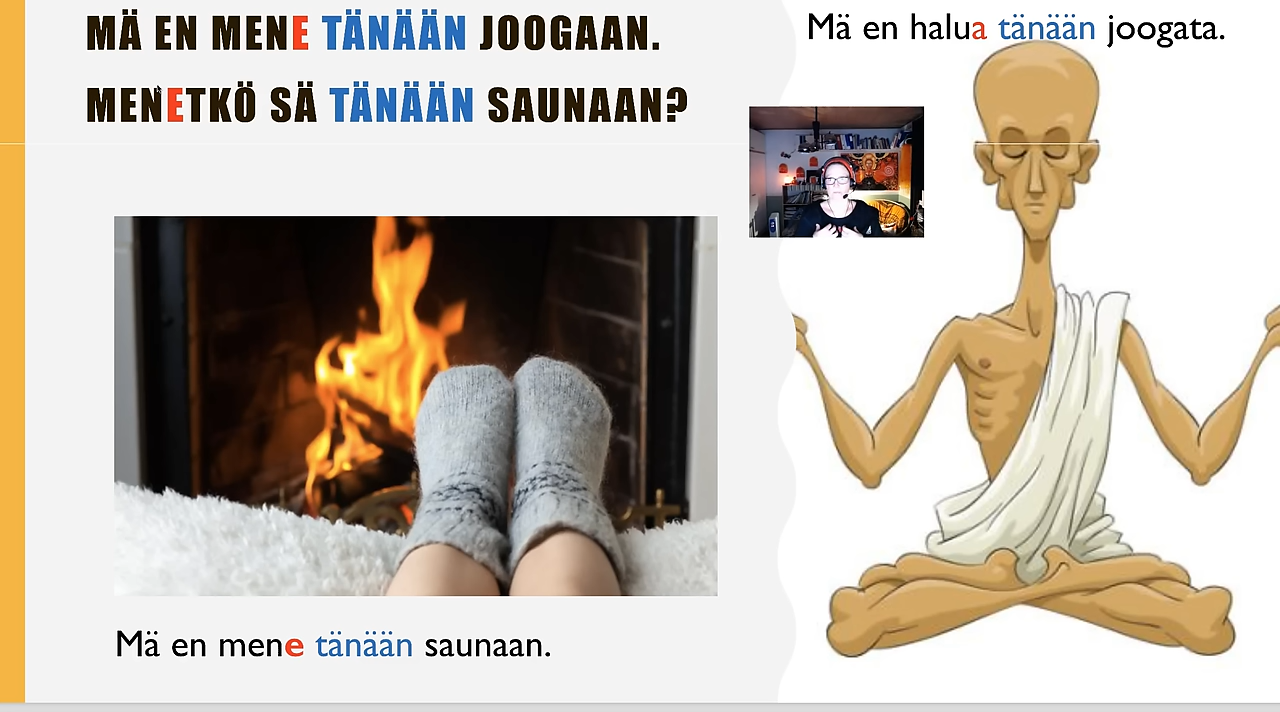 MÄ EN MENE TÄNÄÄN JOOGAAN.
MENETKÖ SÄ TÄNÄÄN SAUNAAN?
Mä en halua tänään joogata.
Mä en mene tänään saunaan.